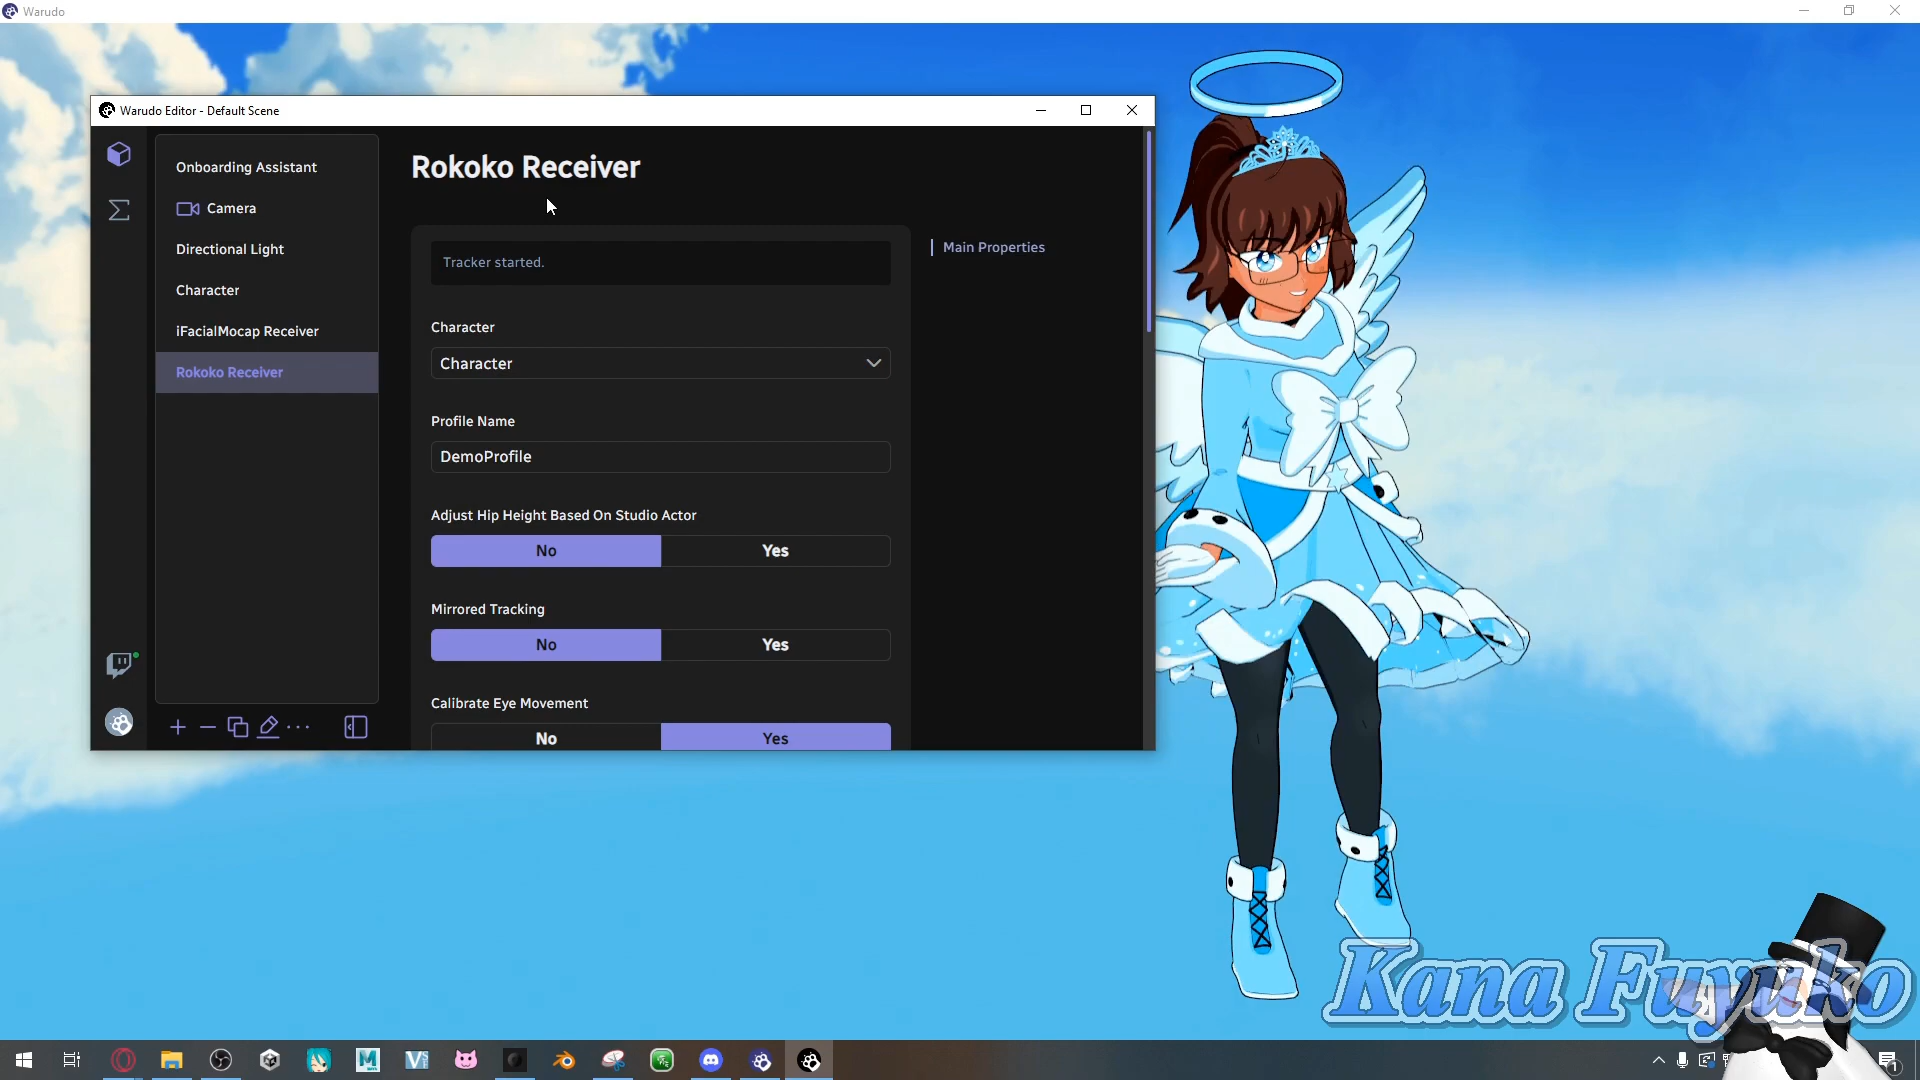 Warudo
Warudo Editor - Default Scene
Onboarding Assistant
Camera
Directional Light
Character
iFacialMocap Receiver
Rokoko Receiver
Rokoko Receiver
Tracker started.
Main Properties
Character
Character
Profile Name
DemoProfile
Adjust Hip Height Based On Studio Actor
No Yes
Mirrored Tracking
No Yes
Calibrate Eye Movement
No Yes
Kana Fuyuko
1